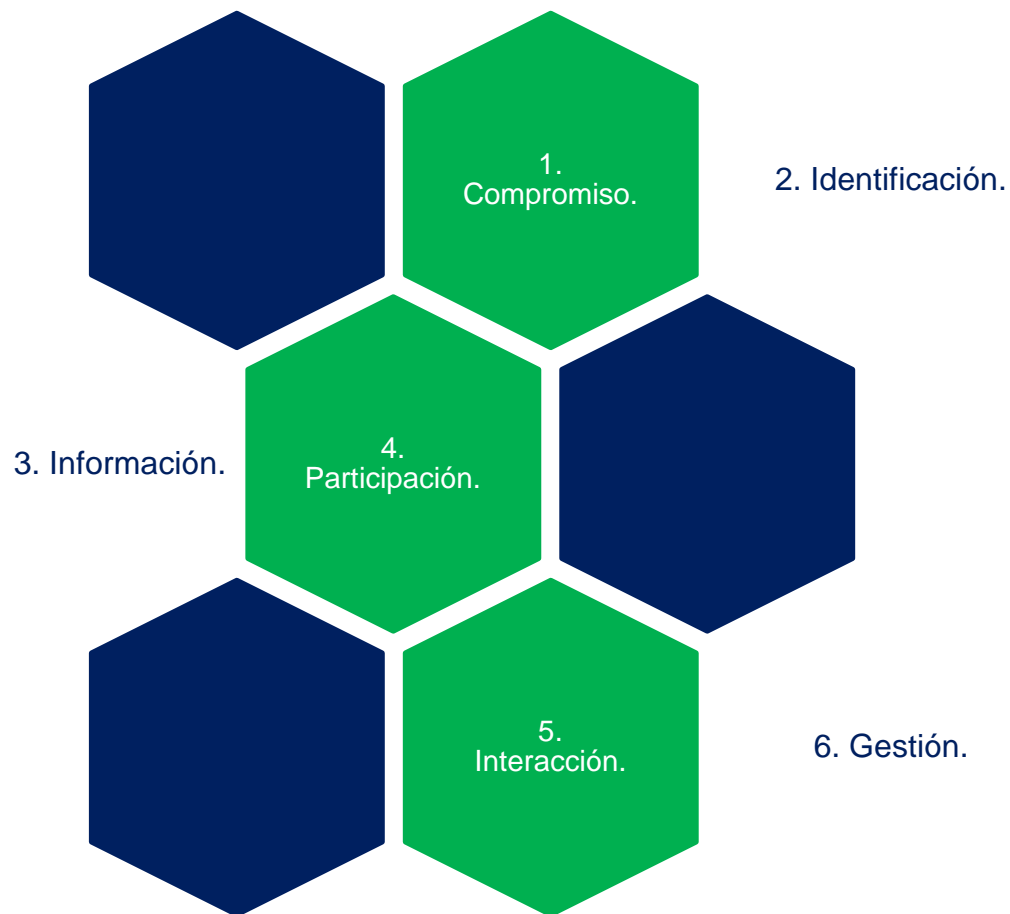 1.
Compromiso.
2. Identificación.
3. Información.
4.
Participación.
5.
Interacción.
6. Gestión.